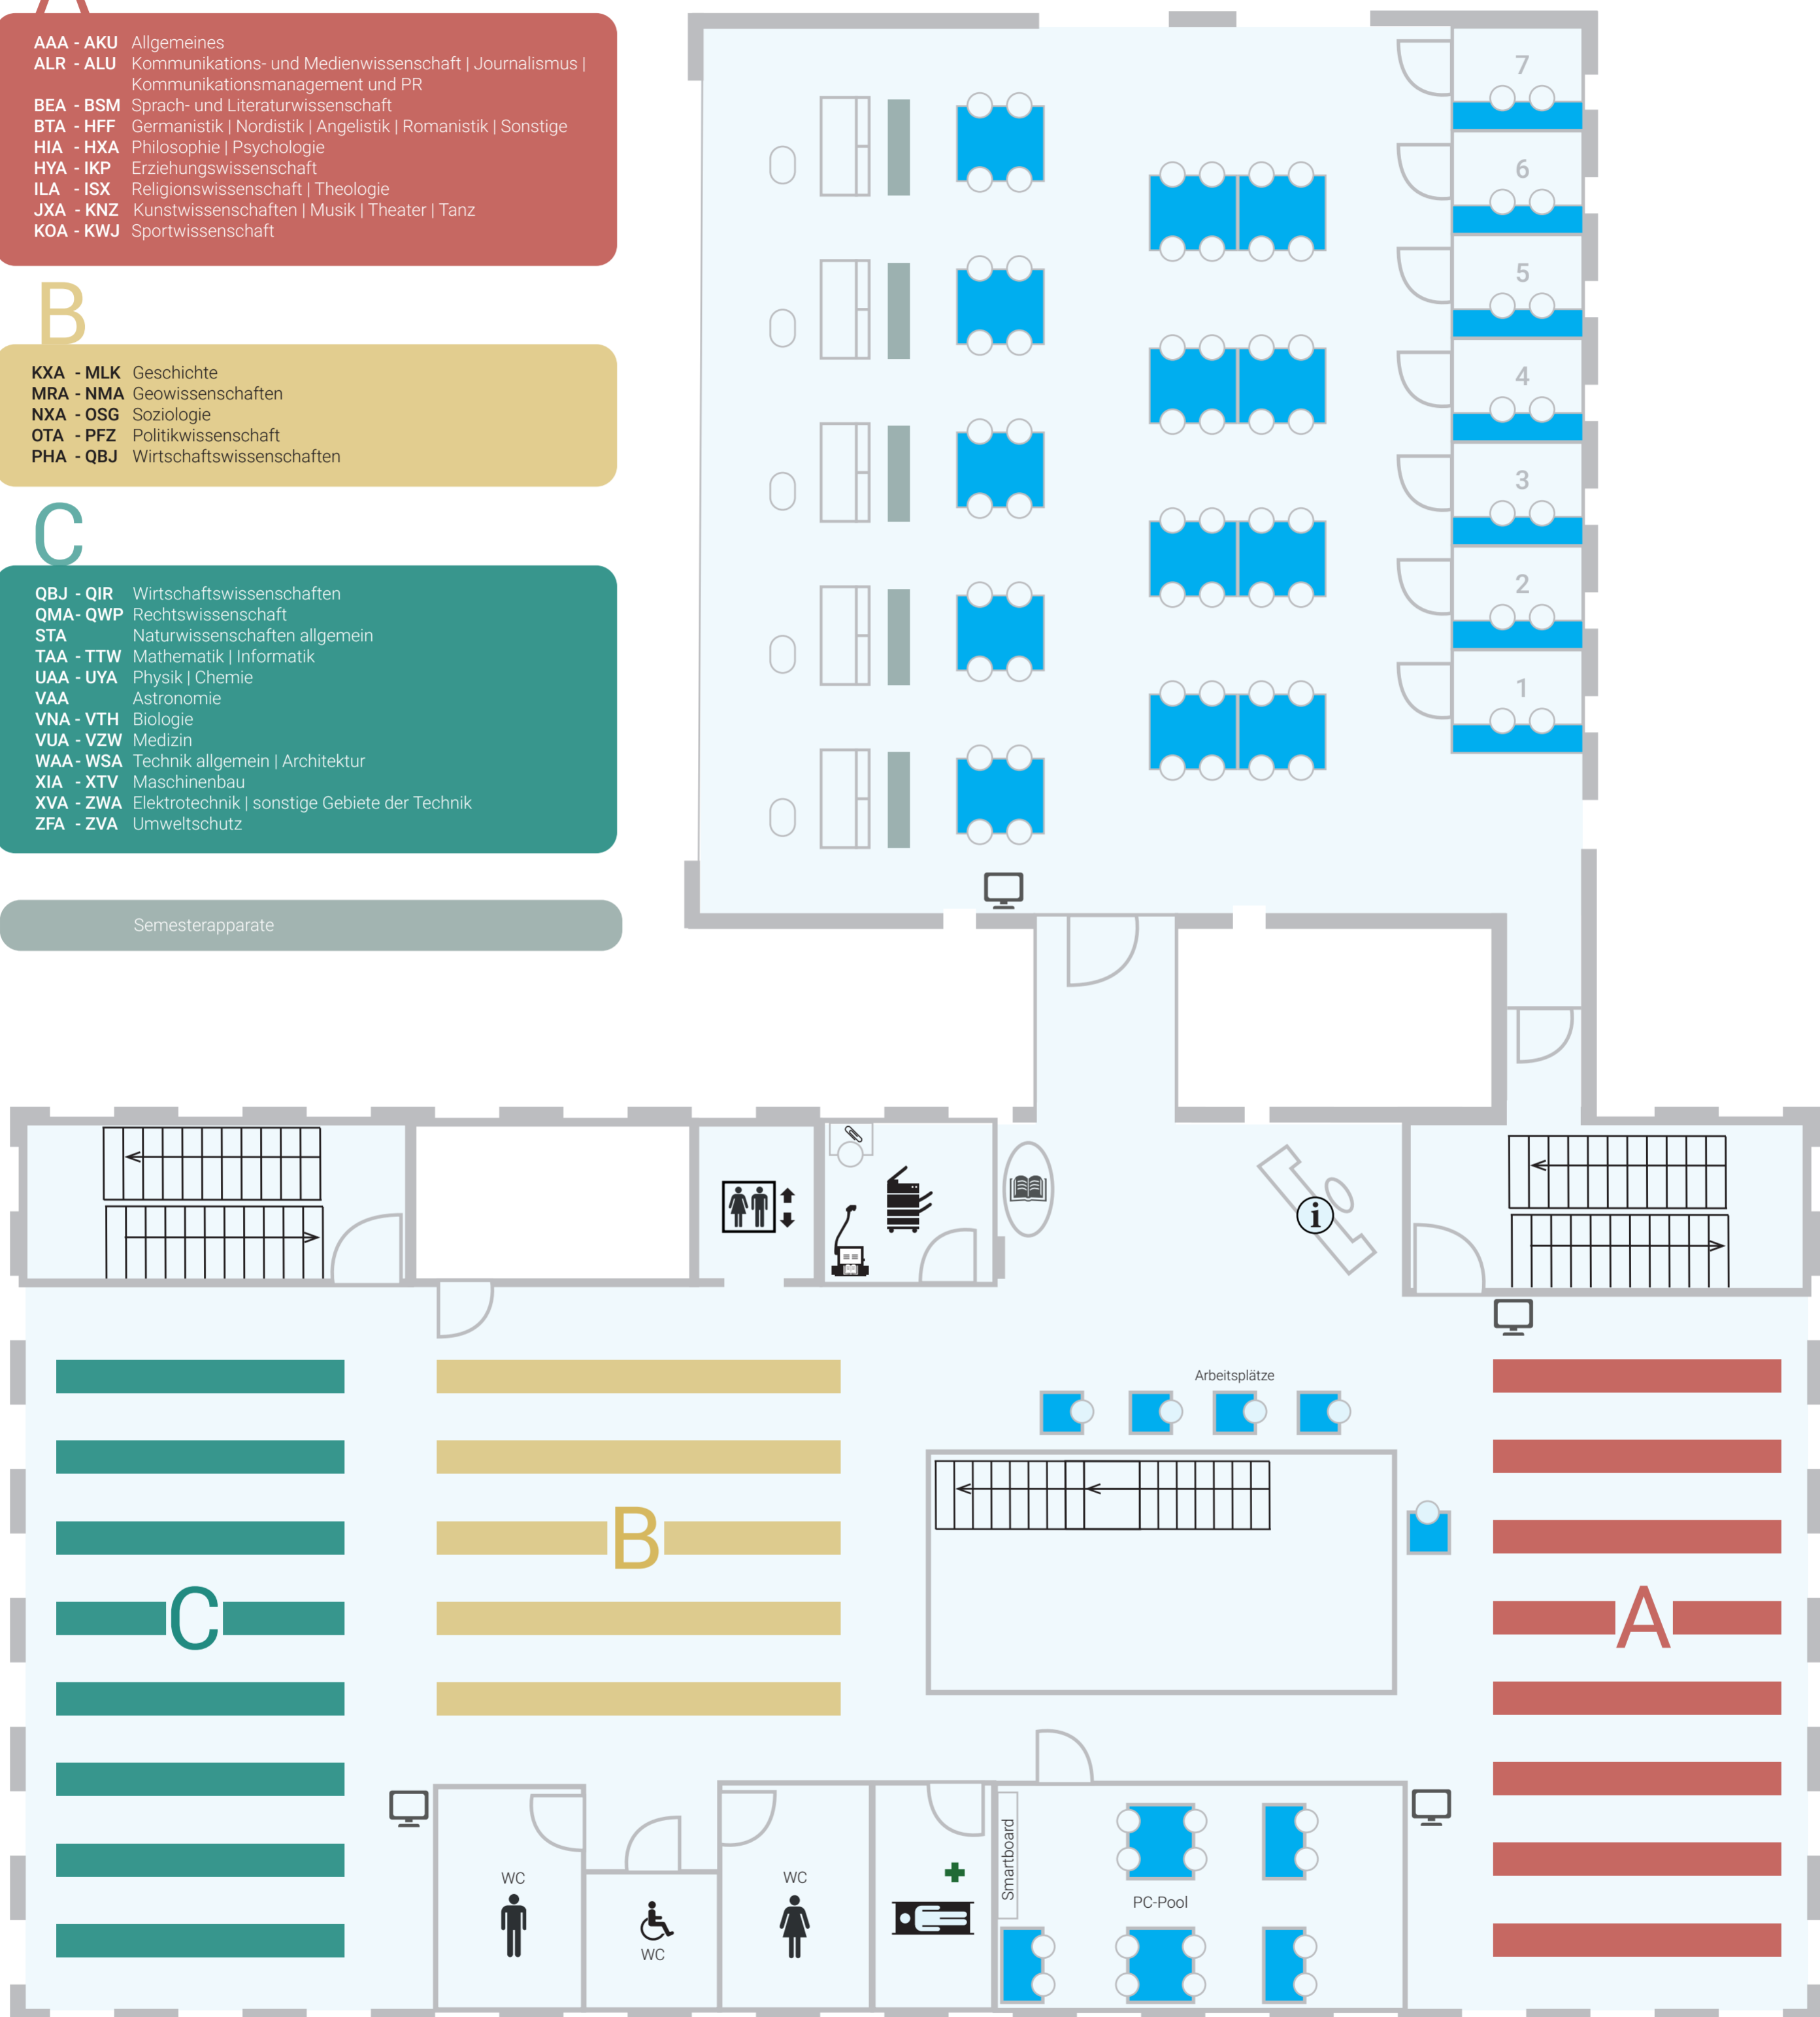 A
AAA - AKU Allgemeines
ALR - ALU Kommunikations- und Medienwissenschaft | Journalismus |
Kommunikationsmanagement und PR
BEA - BSM Sprach- und Literaturwissenschaft
BTA - HFF Germanistik | Nordistik | Angelistik | Romanistik | Sonstige
HIA - HXA Philosophie | Psychologie
HYA - IKP Erziehungswissenschaft
ILA - ISX Religionswissenschaft | Theologie
JXA - KNZ Kunstwissenschaften | Musik | Theater | Tanz
KOA - KWJ Sportwissenschaft
B
KXA - MLK Geschichte
MRA - NMA Geowissenschaften
NXA - OSG Soziologie
OTA - PFZ Politikwissenschaft
PHA - QBJ Wirtschaftswissenschaften
C
QBJ - QIR Wirtschaftswissenschaften
QMA- QWP Rechtswissenschaft
STA Naturwissenschaften allgemein
TAA - TTW Mathematik | Informatik
UAA - UYA Physik | Chemie
VAA Astronomie
VNA - VTH Biologie
VUA - VZW Medizin
WAA- WSA Technik allgemein | Architektur
XIA - XTV Maschinenbau
XVA - ZWA Elektrotechnik | sonstige Gebiete der Technik
ZFA - ZVA Umweltschutz
Semesterapparate
7
6
5
4
3
2
1
i
Arbeitsplätze
B
C
A
WC
WC
WC
Smartboard
PC-Pool